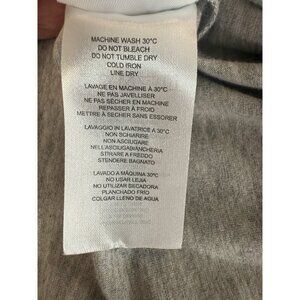 MACHINE WASH 30°C
DO NOT BLEACH
DO NOT TUMBLE DRY
COLD IRON
LINE DRY
LAVAGE EN MACHINE À 30°C
NE PAS JAVELLISER
NE PAS SÉCHER EN MACHINE
REPASSER À FROID
METTRE À SÉCHER SANS ESSORER
LAVAGGIO IN LAVATRICE A 30°C
NON SCHIARIRE
NON ASCIUGARE
NELL'ASCIUGABIANCHERIA
STIRARE A FREDDO
STENDERE BAGNATO
LAVADO A MÁQUINA 30°C
NO USAR LEJIA
NO UTILIZAR SECADORA
PLANCHADO FRIO
COLGAR LLENO DE AGUA